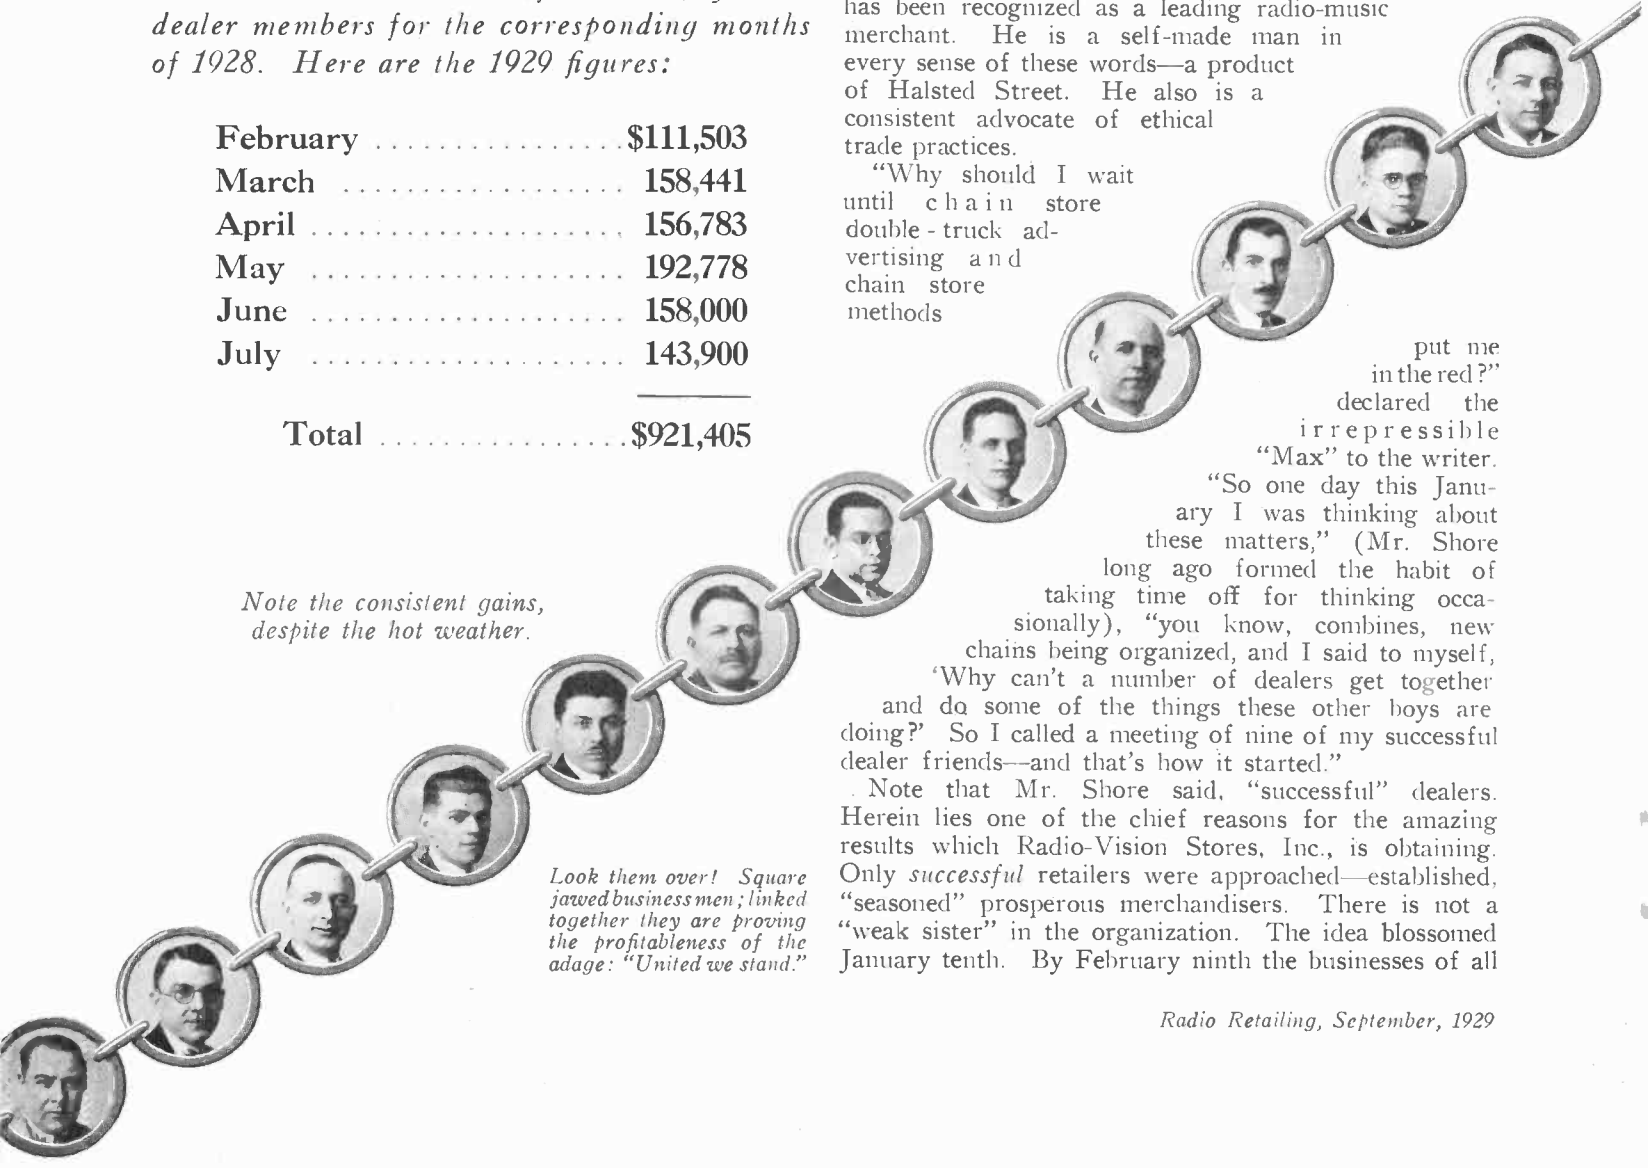 dealer members for the corresponding months
of 1928. Here are the 1929 figures:
February . . . . . . . . . . . . . . . . $111,503
March . . . . . . . . . . . . . . . . . . 158,441
April . . . . . . . . . . . . . . . . . . . . 156,783
May . . . . . . . . . . . . . . . . . . . . 192,778
June . . . . . . . . . . . . . . . . . . . . 158,000
July . . . . . . . . . . . . . . . . . . . . 143,900
Total . . . . . . . . . . . . . . . . $921,405
Note the consistent gains,
despite the hot weather.
Look them over! Square
jawed business men; linked
together they are proving
the profitableness of the
adage: "United we stand."
has been recognized as a leading radio-music
merchant. He is a self-made man in
every sense of these words—a product
of Halsted Street. He also is a
consistent advocate of ethical
trade practices.
"Why should I wait
until chain store
double-truck ad-
vertising and
chain store
methods
put me
in the red?"
declared the
irrepressible
"Max" to the writer.
"So one day this Janu-
ary I was thinking about
these matters," (Mr. Shore
long ago formed the habit of
taking time off for thinking occa-
sionally), "you know, combines, new
chains being organized, and I said to myself,
'Why can't a number of dealers get together
and do some of the things these other boys are
doing?' So I called a meeting of nine of my successful
dealer friends—and that's how it started."
Note that Mr. Shore said, "successful" dealers.
Herein lies one of the chief reasons for the amazing
results which Radio-Vision Stores, Inc., is obtaining.
Only successful retailers were approached—established,
"seasoned" prosperous merchandisers. There is not a
"weak sister" in the organization. The idea blossomed
January tenth. By February ninth the businesses of all
Radio Retailing, September, 1929